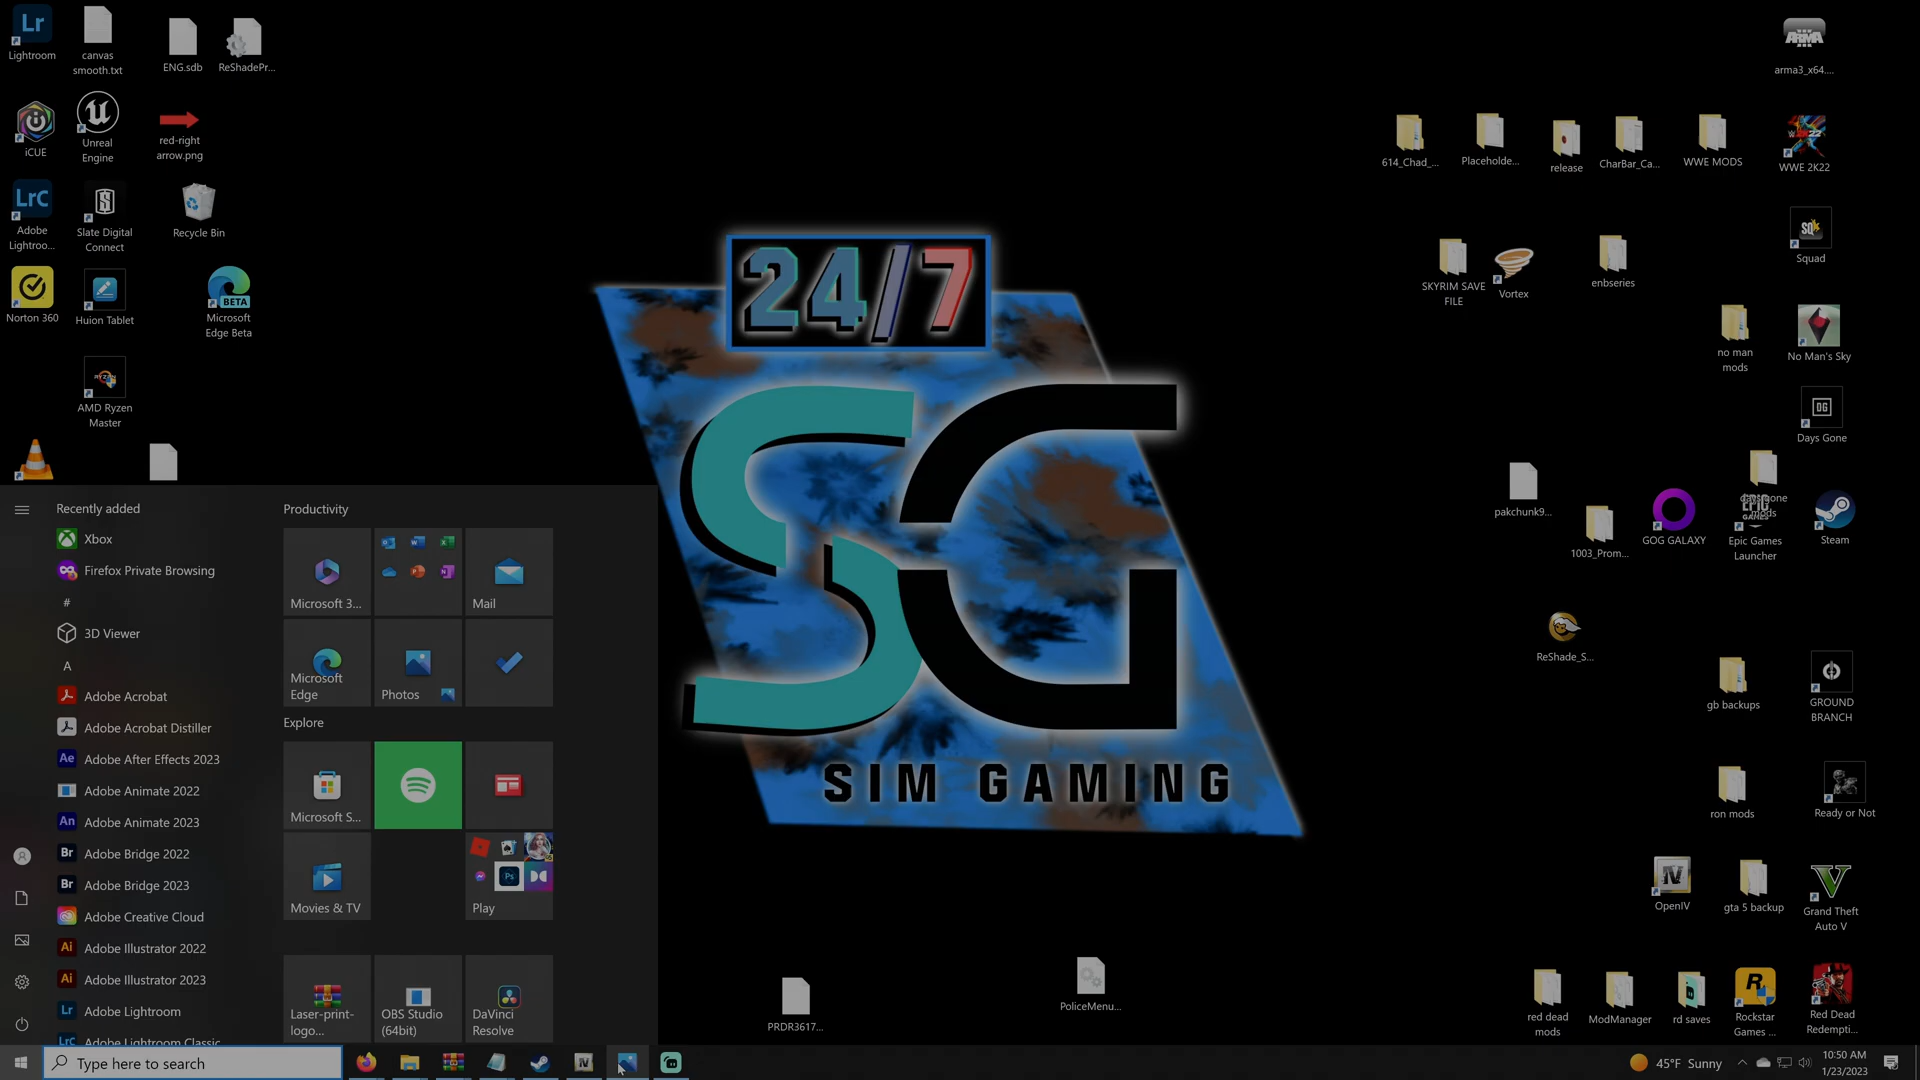 Lightroom
canvas
smooth.txt
ENG.sdb
ReShadePr...
iCUE
Unreal
Engine
red-right
arrow.png
Adobe
Lightroo...
Slate Digital
Connect
Recycle Bin
Norton 360
Huion Tablet
BETA
Microsoft
Edge Beta
AMD Ryzen
Master
24/7
SG
SIM GAMING
arma3_x64....
614_Chad_...
Placeholde...
release
CharBar_Ca...
WWE MODS
WWE 2K22
SKYRIM SAVE
FILE
Vortex
enbseries
Squad
no man
mods
No Man's Sky
Days Gone
pakchunk9...
1003_Prom...
GOG GALAXY
Epic Games
Launcher
Steam
ReShade_S...
gb backups
GROUND
BRANCH
ron mods
Ready or Not
OpenIV
gta 5 backup
Grand Theft
Auto V
PRDR3617...
PoliceMenu...
red dead
mods
ModManager
rd saves
Rockstar
Games ...
Red Dead
Redempti...
Recently added
Xbox
Firefox Private Browsing
#
3D Viewer
A
Adobe Acrobat
Adobe Acrobat Distiller
Adobe After Effects 2023
Adobe Animate 2022
Adobe Animate 2023
Adobe Bridge 2022
Adobe Bridge 2023
Adobe Creative Cloud
Adobe Illustrator 2022
Adobe Illustrator 2023
Adobe Lightroom
Adobe Lightroom Classic
Productivity
Microsoft 3...
Mail
Microsoft
Edge
Photos
Explore
Microsoft S...
Movies & TV
Play
Laser-print-
logo...
OBS Studio
(64bit)
DaVinci
Resolve
Type here to search
45°F Sunny
10:50 AM
1/23/2023